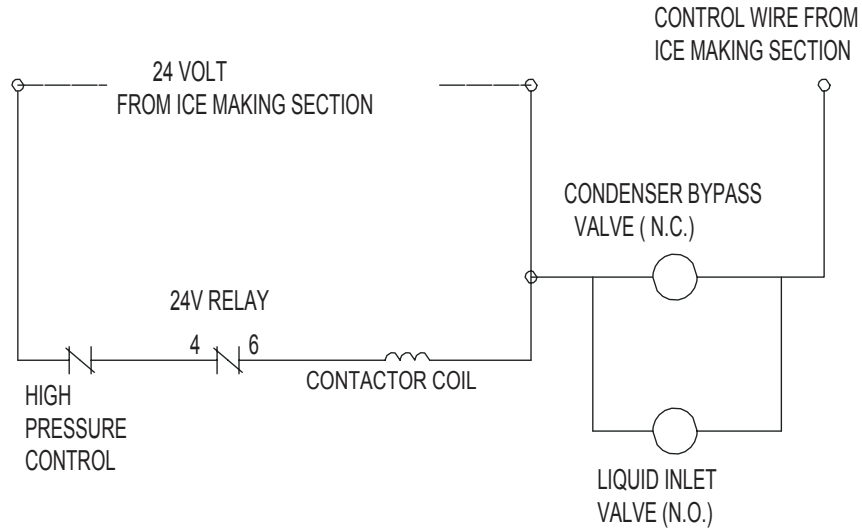 CONTROL WIRE FROM
ICE MAKING SECTION
24 VOLT
FROM ICE MAKING SECTION
CONDENSER BYPASS
VALVE ( N.C.)
24V RELAY
4 6
CONTACTOR COIL
HIGH
PRESSURE
CONTROL
LIQUID INLET
VALVE (N.O.)